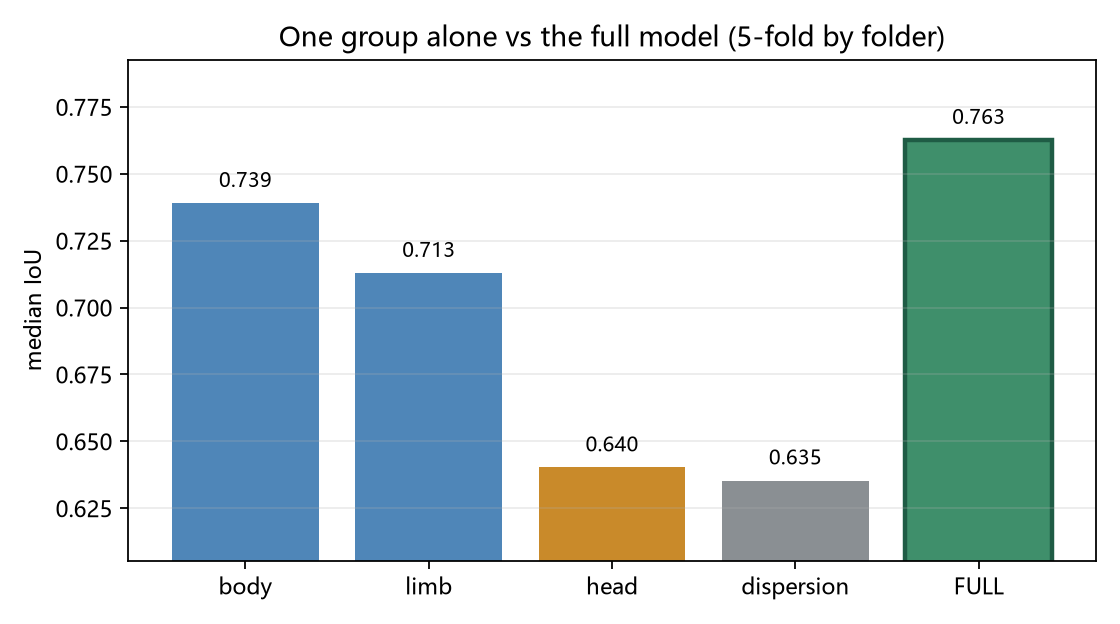 One group alone vs the full model (5-fold by folder)
median IoU
0.775
0.750
0.725
0.700
0.675
0.650
0.625
0.739
0.713
0.640
0.635
0.763
body
limb
head
dispersion
FULL